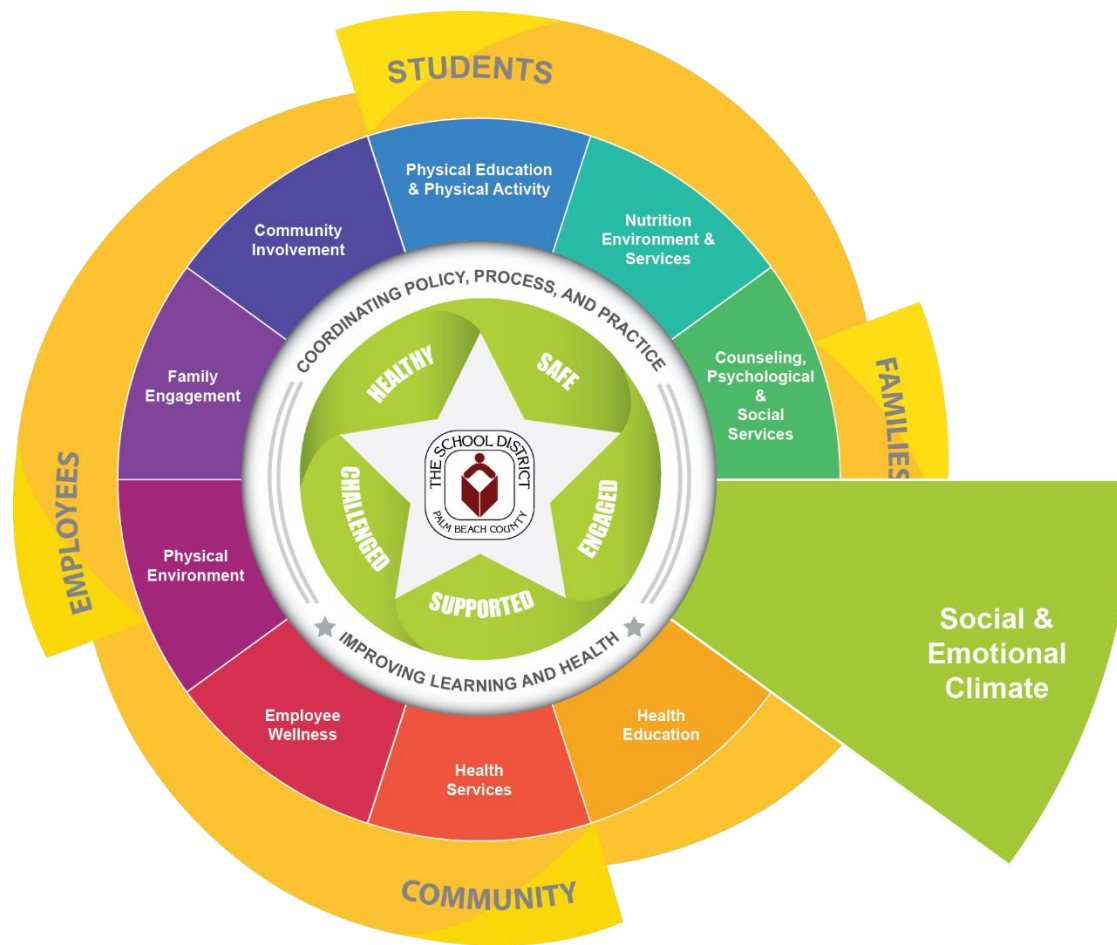 STUDENTS
FAMILIES
COMMUNITY
EMPLOYEES
Physical Education
& Physical Activity
Nutrition
Environment &
Services
Counseling,
Psychological
&
Social
Services
Social &
Emotional
Climate
Health
Education
Health
Services
Employee
Wellness
Physical
Environment
Family
Engagement
Community
Involvement
COORDINATING POLICY, PROCESS, AND PRACTICE
IMPROVING LEARNING AND HEALTH
HEALTHY
SAFE
ENGAGED
SUPPORTED
CHALLENGED
THE SCHOOL DISTRICT
PALM BEACH COUNTY